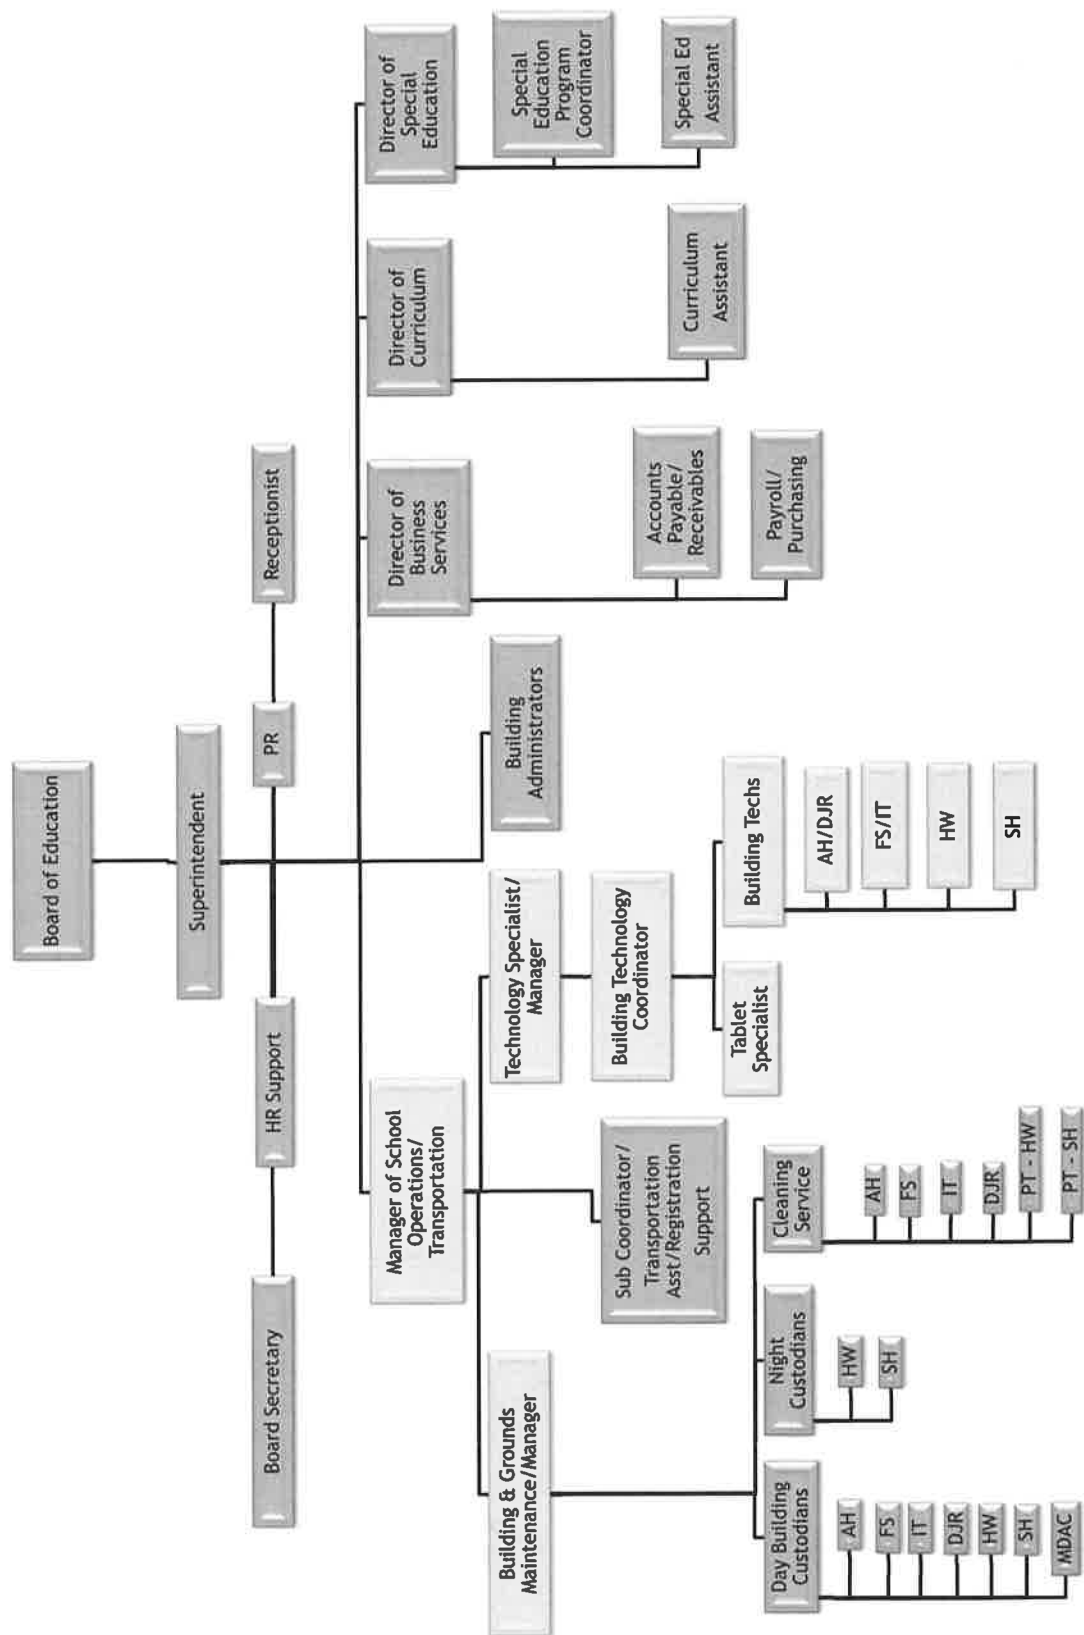 Board of Education
Superintendent
Board Secretary
HR Support
PR
Receptionist
Manager of School
Operations/
Transportation
Director of
Business
Services
Director of
Curriculum
Director of
Special
Education
Building & Grounds
Maintenance/Manager
Technology Specialist/
Manager
Building
Administrators
Special
Education
Program
Coordinator
Sub Coordinator/
Transportation
Asst/Registration
Support
Building Technology
Coordinator
Accounts
Payable/
Receivables
Curriculum
Assistant
Special Ed
Assistant
Tablet
Specialist
Building Techs
AH/DJR
FS/IT
HW
SH
Payroll/
Purchasing
Day Building
Custodians
AH
FS
IT
DJR
HW
SH
MDAC
Night
Custodians
HW
SH
Cleaning
Service
AH
FS
IT
DJR
PT - HW
PT - SH